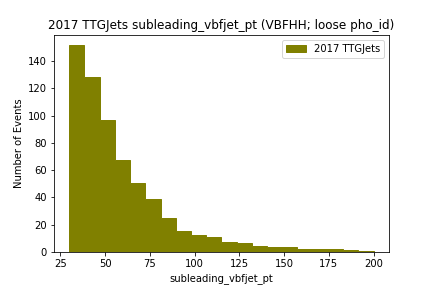 2017 TTGJets subleading_vbfjet_pt (VBFHH; loose pho_id)
2017 TTGJets
Number of Events
140
120
100
80
60
40
20
0
25 50 75 100 125 150 175 200
subleading_vbfjet_pt